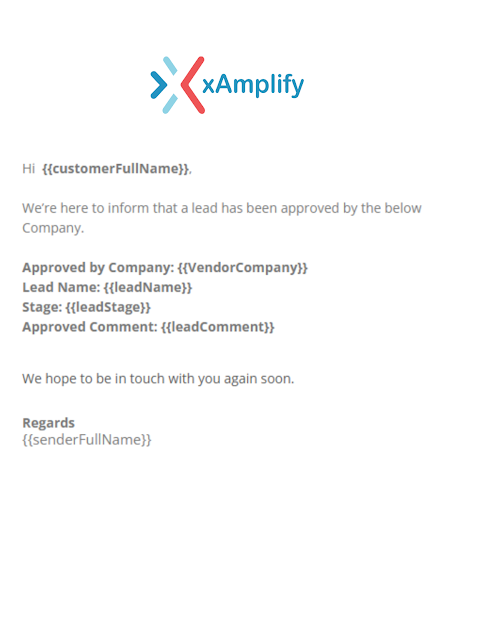 xAmplify
Hi {{customerFullName}},
We're here to inform that a lead has been approved by the below
Company.
Approved by Company: {{VendorCompany}}
Lead Name: {{leadName}}
Stage: {{leadStage}}
Approved Comment: {{leadComment}}
We hope to be in touch with you again soon.
Regards
{{senderFullName}}